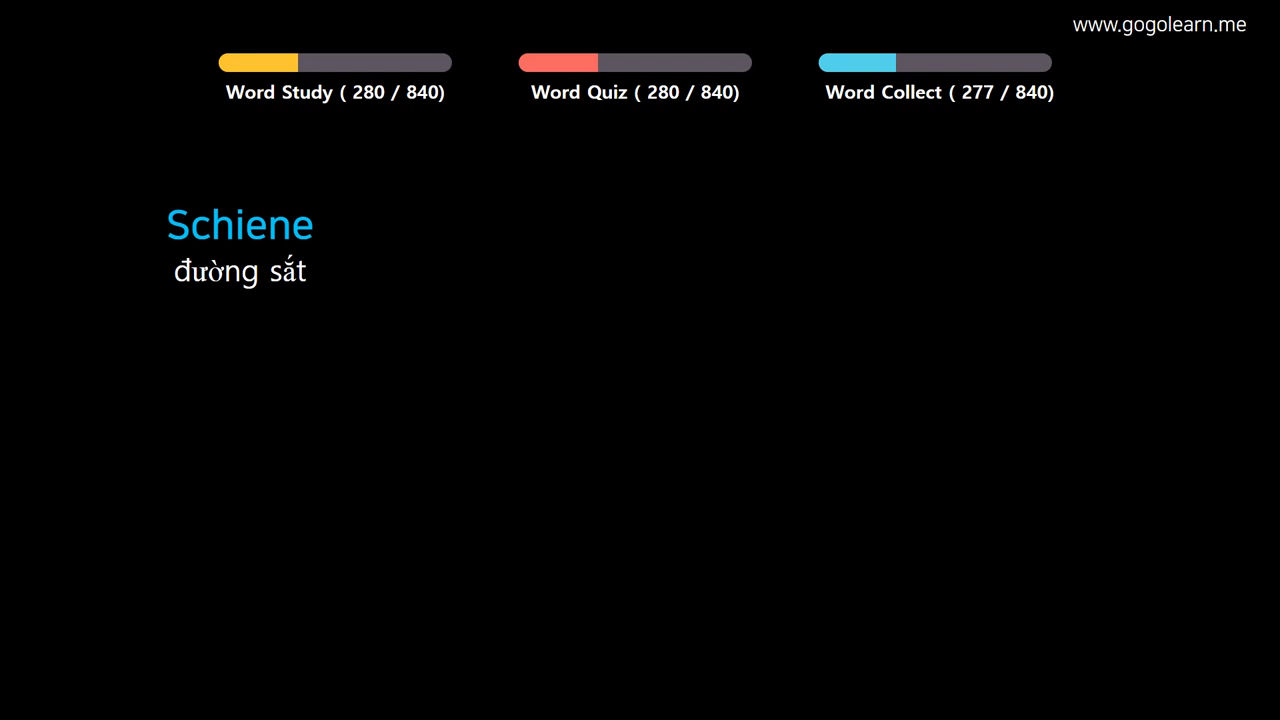 www.gogolearn.me
Word Study ( 280 / 840)
Word Quiz ( 280 / 840)
Word Collect ( 277 / 840)
Schiene
đường sắt